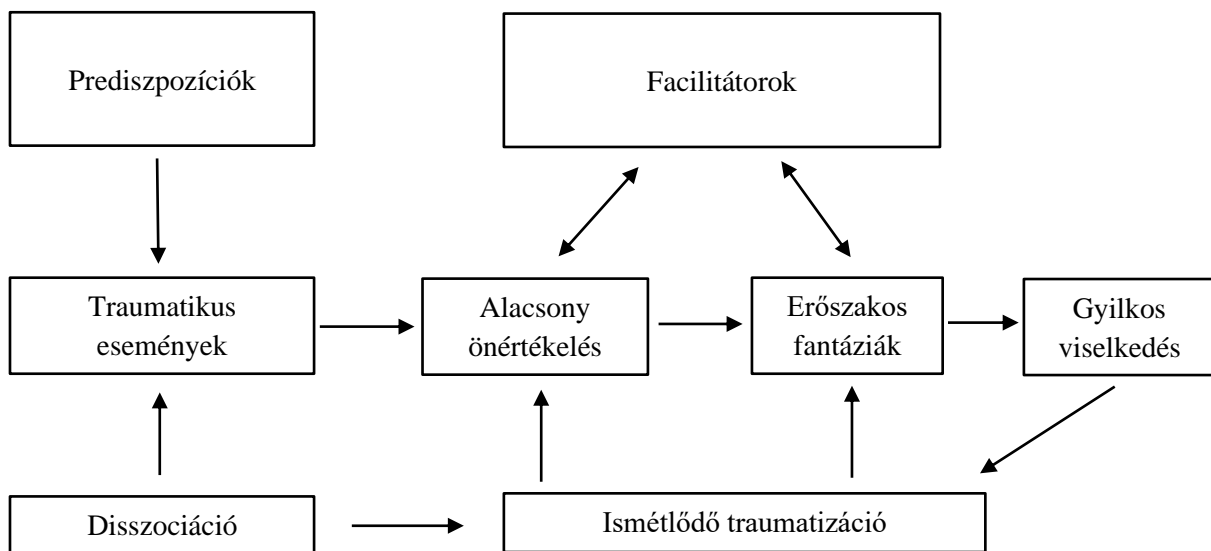 Prediszpozíciók
Facilitátorok
Traumatikus
események
Alacsony
önértékelés
Erőszakos
fantáziák
Gyilkos
viselkedés
Disszociáció
Ismétlődő traumatizáció